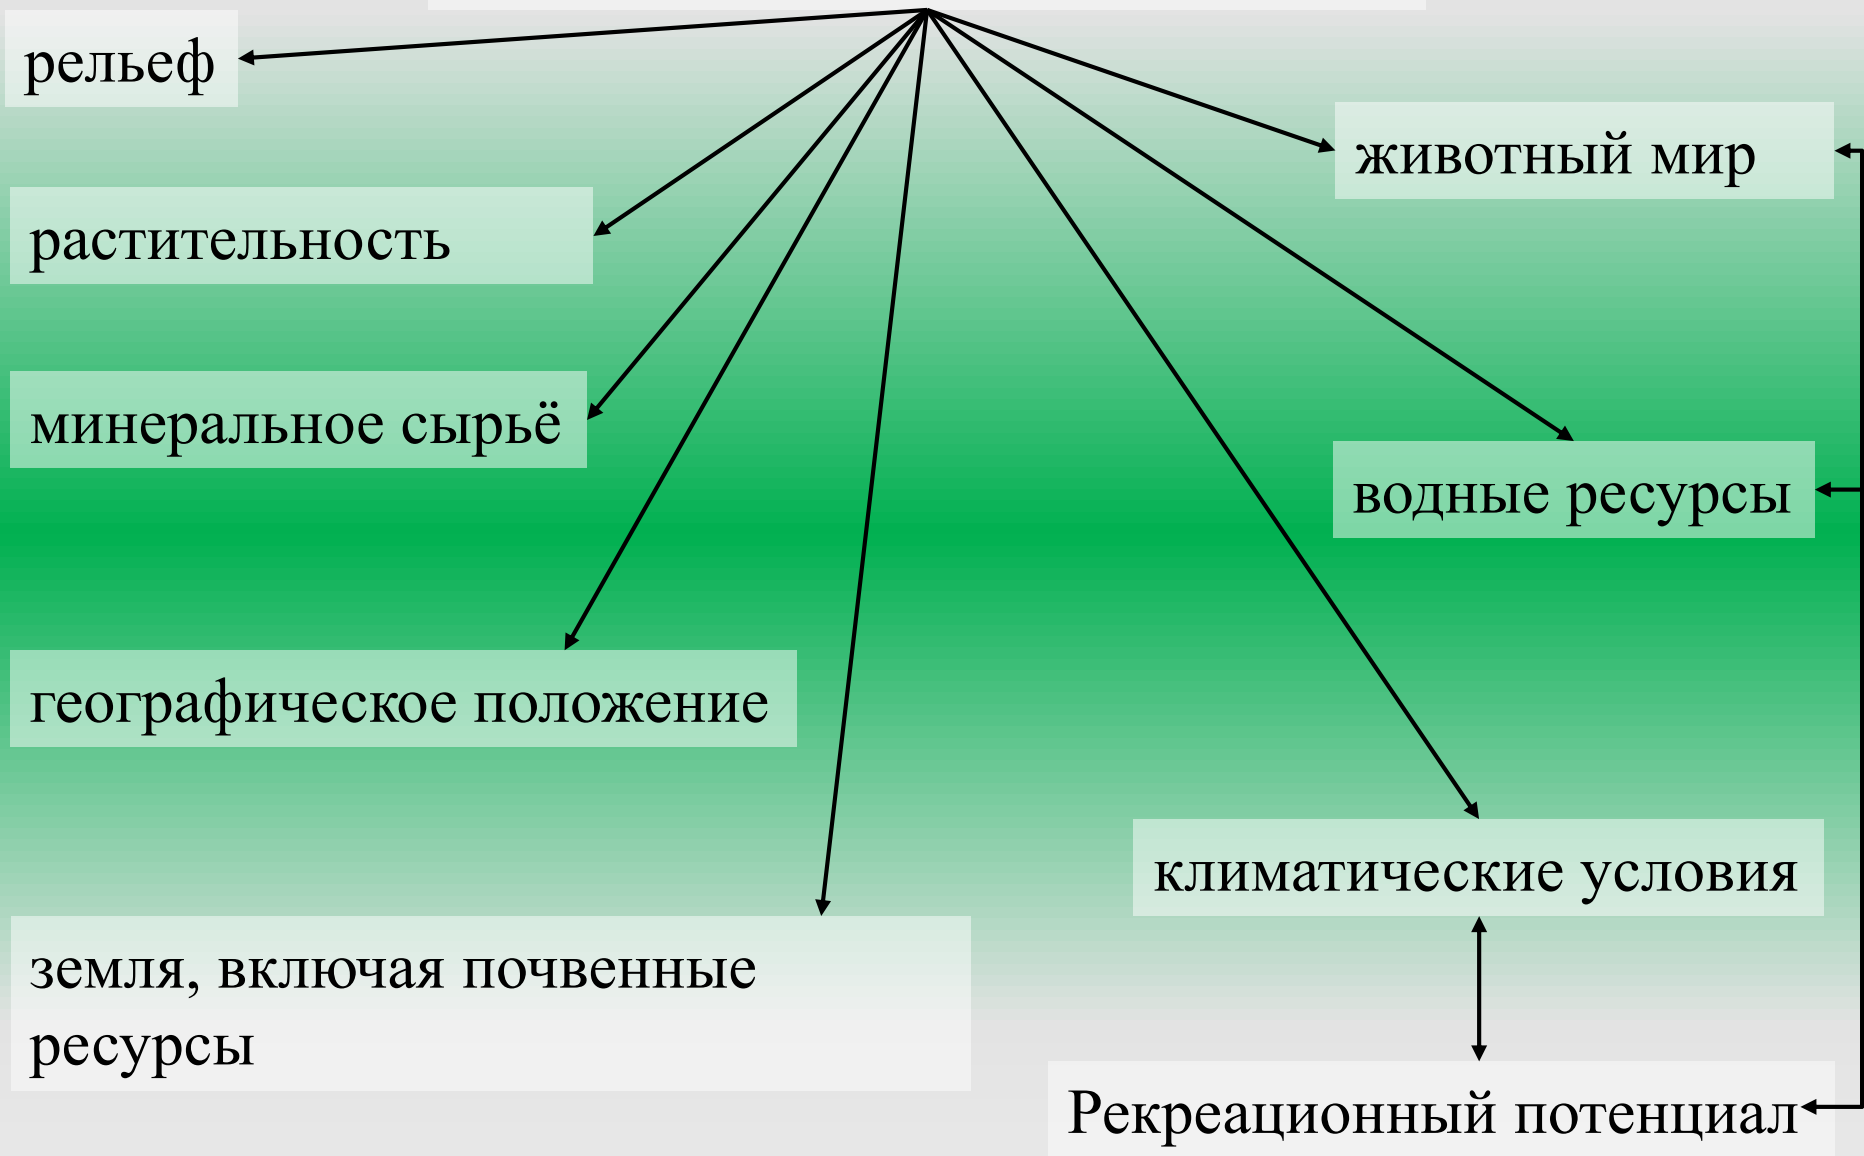 рельеф
животный мир
растительность
минеральное сырьё
водные ресурсы
географическое положение
климатические условия
земля, включая почвенные
ресурсы
Рекреационный потенциал